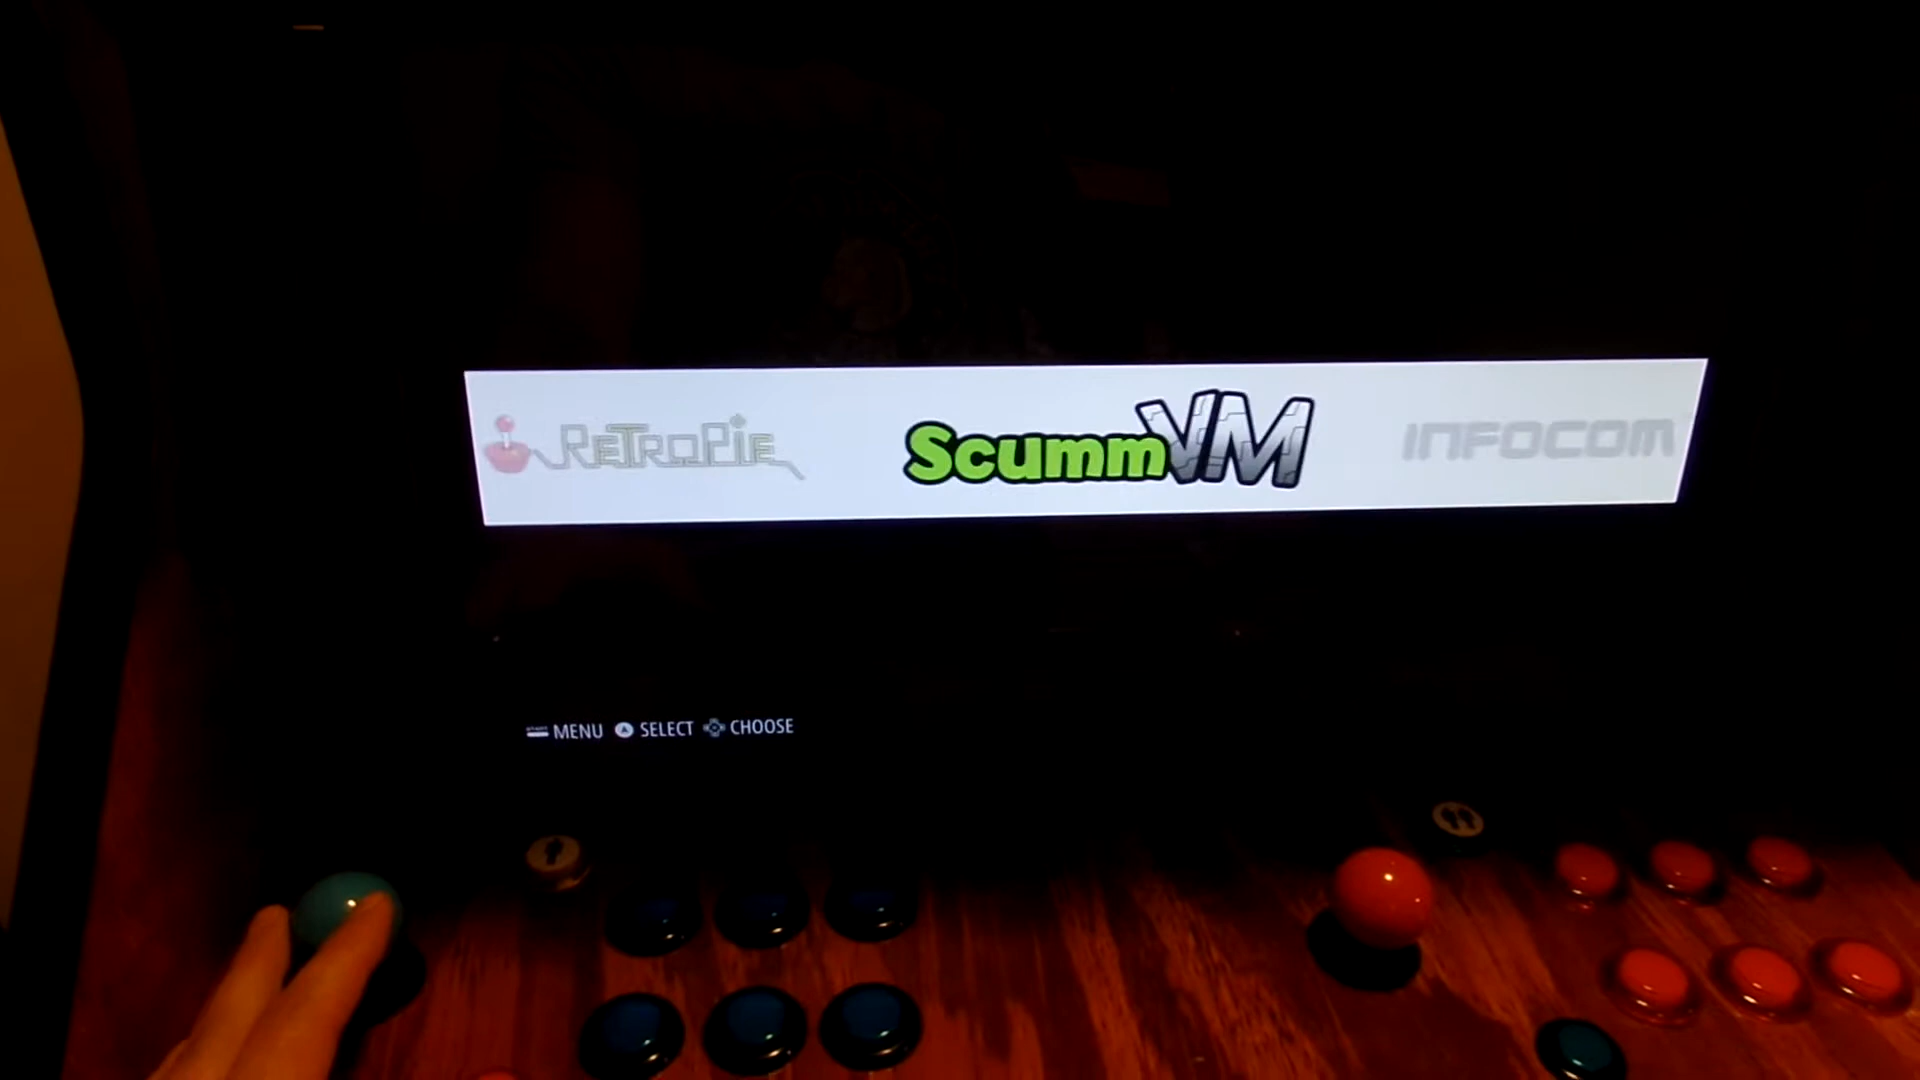 RETROPIE
ScummVM
INFOCOM
MENU SELECT CHOOSE